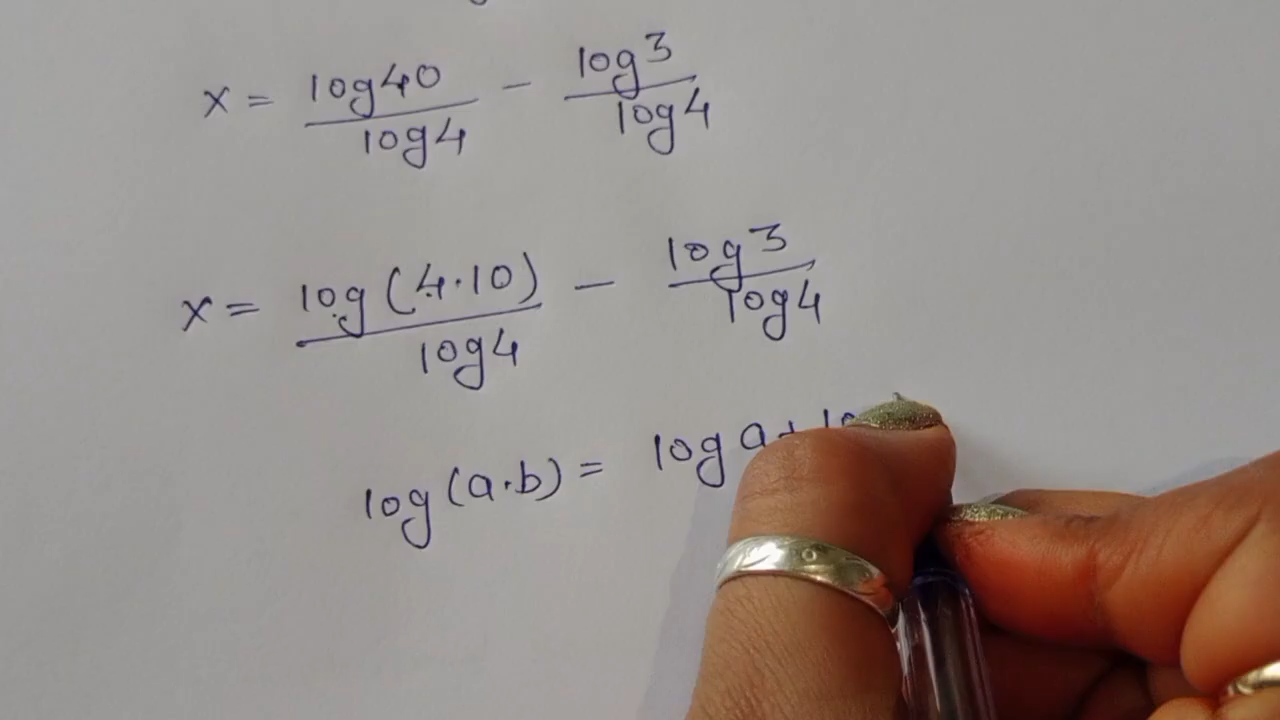 x = log40/log4 - log3/log4
x = log(4·10)/log4 - log3/log4
log(a·b) = log a +